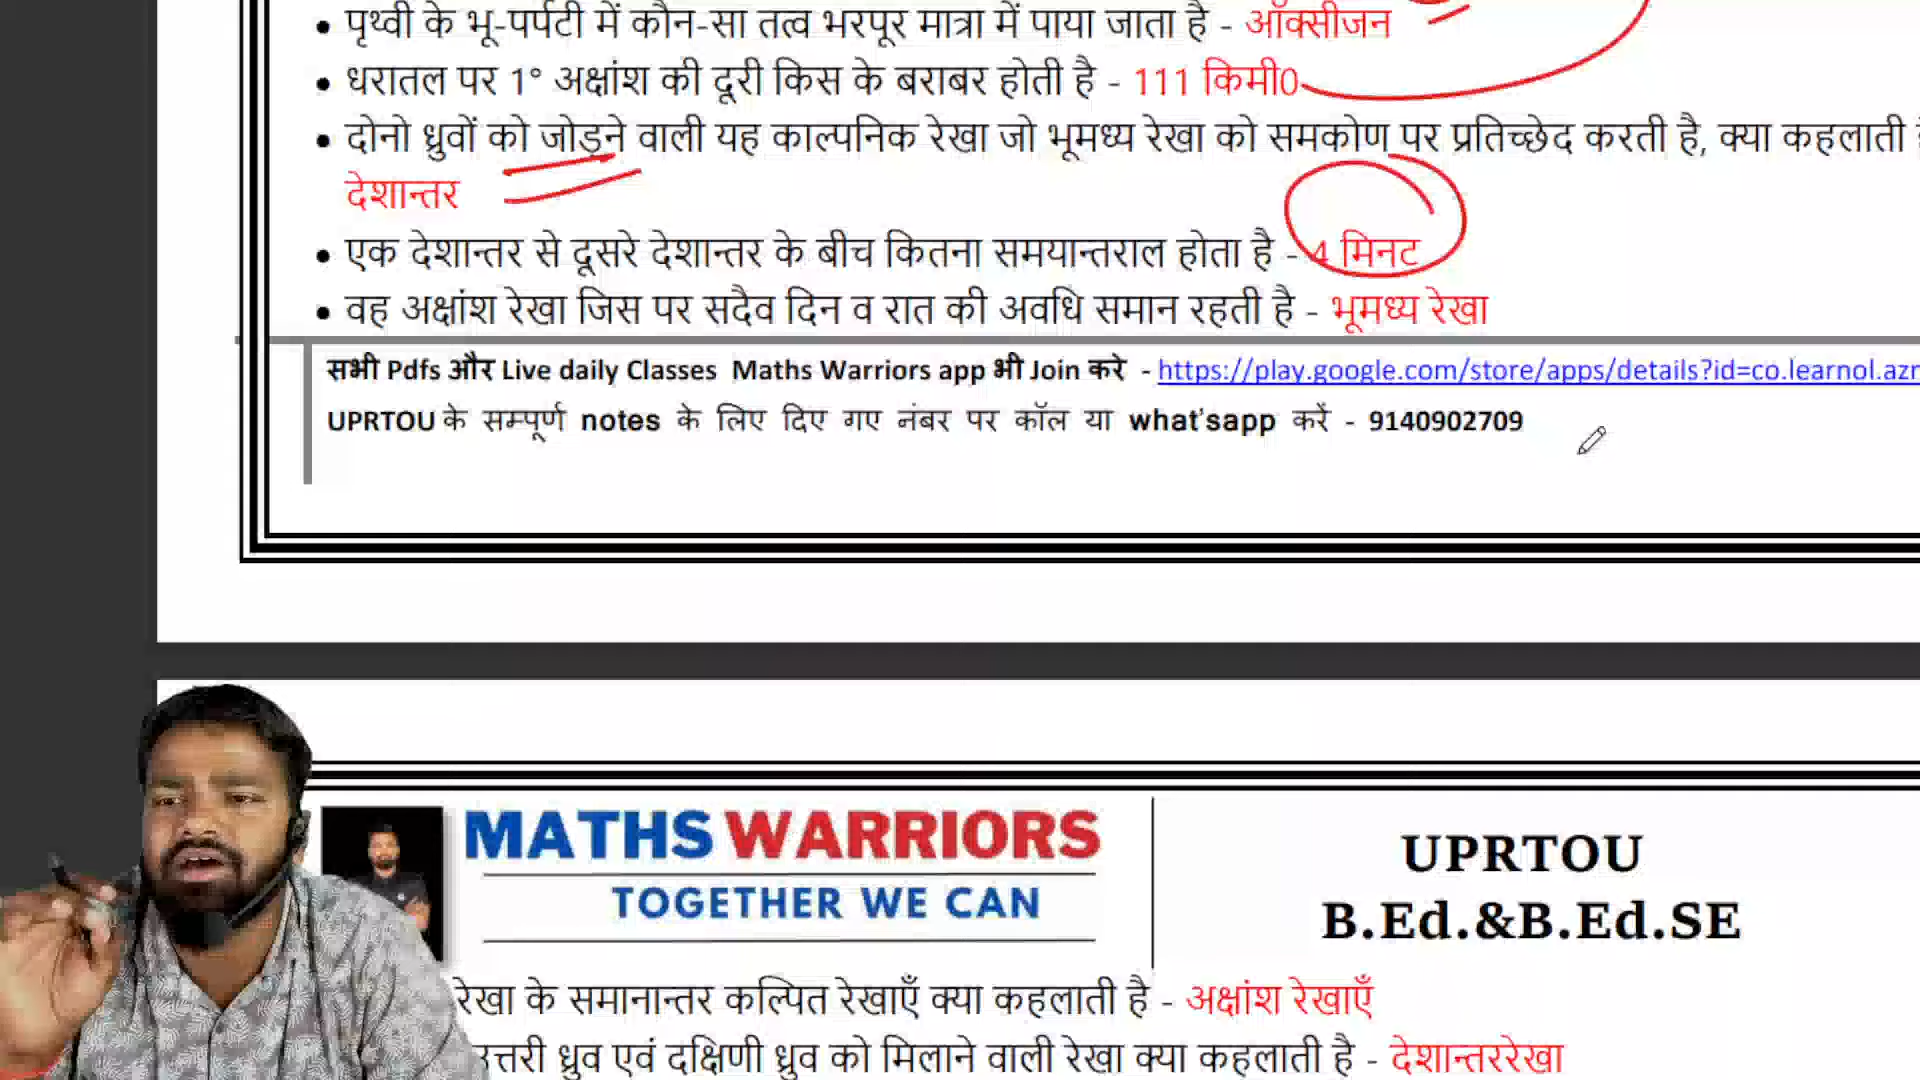 • पृथ्वी के भू-पर्पटी में कौन-सा तत्व भरपूर मात्रा में पाया जाता है - ऑक्सीजन
• धरातल पर 1° अक्षांश की दूरी किस के बराबर होती है - 111 किमी0
• दोनो ध्रुवों को जोड़ने वाली यह काल्पनिक रेखा जो भूमध्य रेखा को समकोण पर प्रतिच्छेद करती है, क्या कहलाती
देशान्तर
• एक देशान्तर से दूसरे देशान्तर के बीच कितना समयान्तराल होता है - 4 मिनट
• वह अक्षांश रेखा जिस पर सदैव दिन व रात की अवधि समान रहती है - भूमध्य रेखा
सभी Pdfs और Live daily Classes Maths Warriors app भी Join करे - https://play.google.com/store/apps/details?id=co.learnol.azr
UPRTOU के सम्पूर्ण notes के लिए दिए गए नंबर पर कॉल या what'sapp करें - 9140902709
MATHS WARRIORS
TOGETHER WE CAN
UPRTOU
B.Ed.&B.Ed.SE
रेखा के समानान्तर कल्पित रेखाएँ क्या कहलाती है - अक्षांश रेखाएँ
उत्तरी ध्रुव एवं दक्षिणी ध्रुव को मिलाने वाली रेखा क्या कहलाती है - देशान्तररेखा